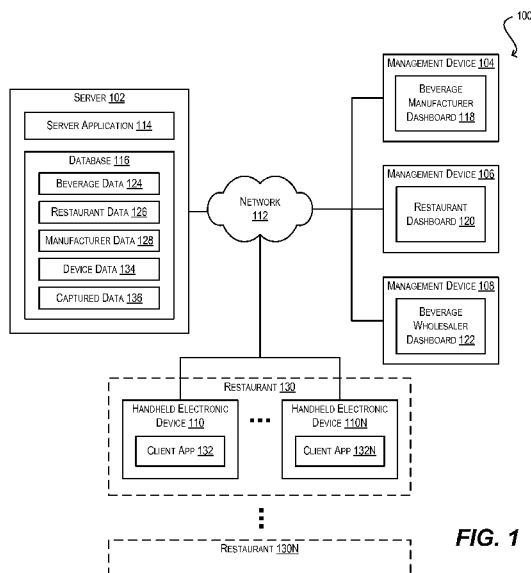 100
SERVER 102
SERVER APPLICATION 114
DATABASE 116
BEVERAGE DATA 124
RESTAURANT DATA 126
MANUFACTURER DATA 128
DEVICE DATA 134
CAPTURED DATA 136
NETWORK
112
MANAGEMENT DEVICE 104
BEVERAGE
MANUFACTURER
DASHBOARD 118
MANAGEMENT DEVICE 106
RESTAURANT
DASHBOARD 120
MANAGEMENT DEVICE 108
BEVERAGE
WHOLESALER
DASHBOARD 122
RESTAURANT 130
HANDHELD ELECTRONIC
DEVICE 110
CLIENT APP 132
HANDHELD ELECTRONIC
DEVICE 110N
CLIENT APP 132N
RESTAURANT 130N
FIG. 1